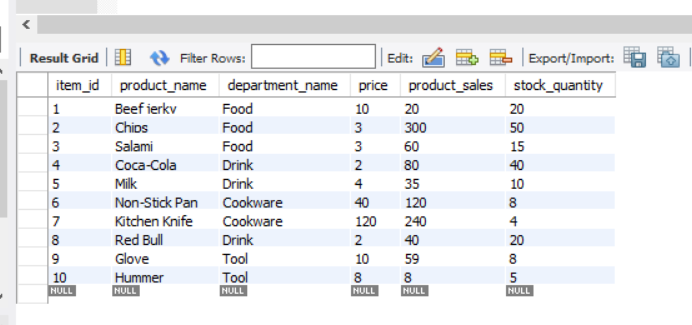 Result Grid Filter Rows: Edit: Export/Import:
item_id product_name department_name price product_sales stock_quantity
1 Beef jerky Food 10 20 20
2 Chips Food 3 300 50
3 Salami Food 3 60 15
4 Coca-Cola Drink 2 80 40
5 Milk Drink 4 35 10
6 Non-Stick Pan Cookware 40 120 8
7 Kitchen Knife Cookware 120 240 4
8 Red Bull Drink 2 40 20
9 Glove Tool 10 59 8
10 Hummer Tool 8 8 5
NULL NULL NULL NULL NULL NULL